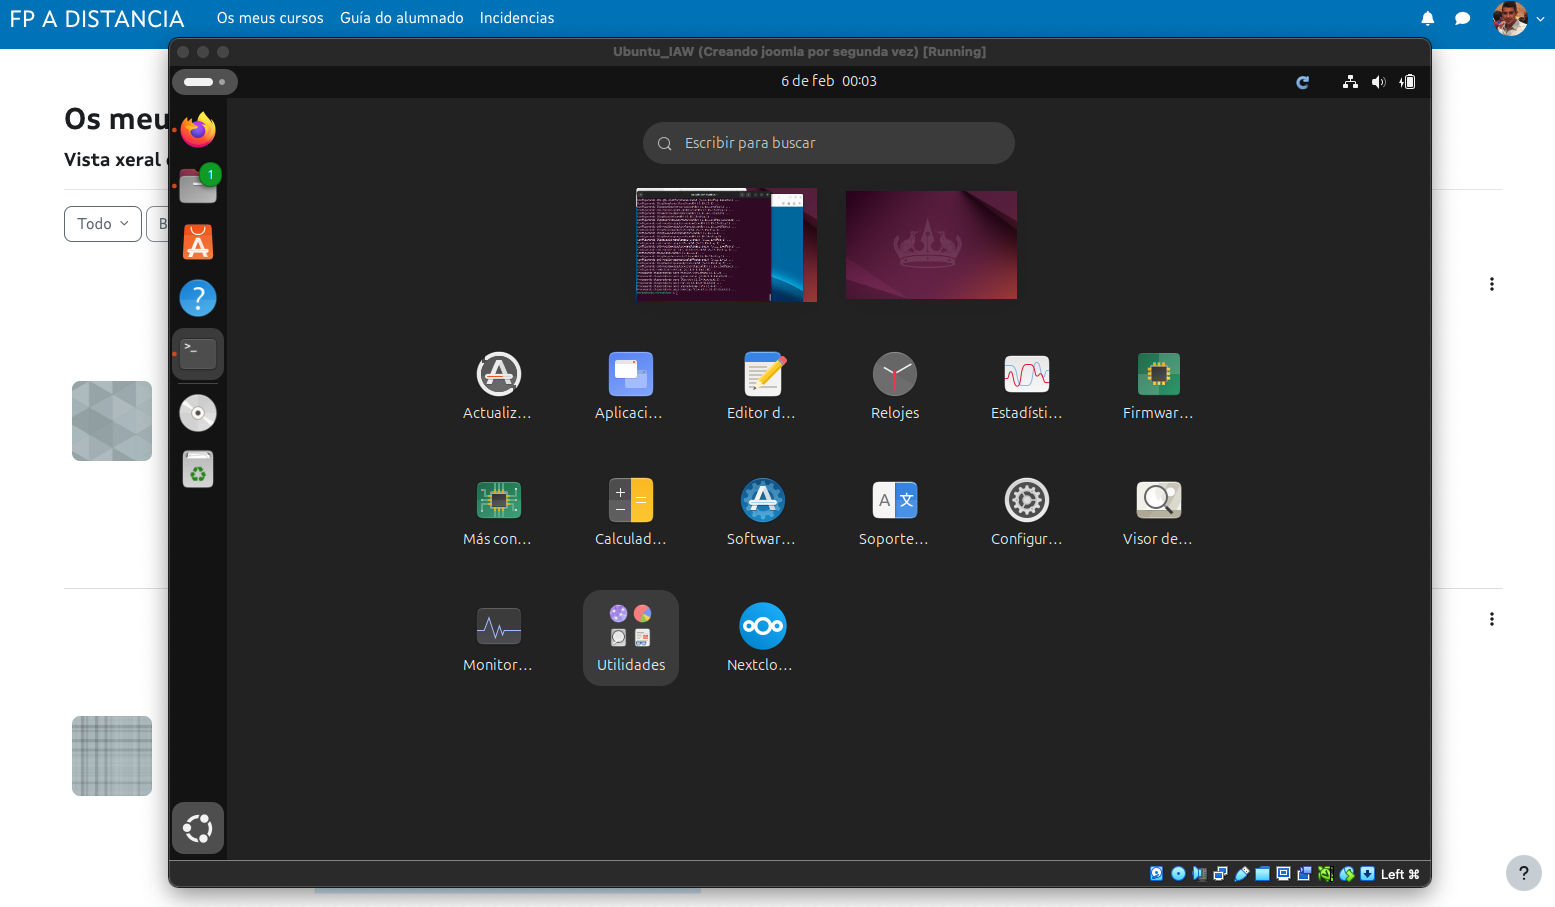 FP A DISTANCIA
Os meus cursos
Guía do alumnado
Incidencias
Ubuntu_IAW (Creando joomla por segunda vez) [Running]
6 de feb 00:03
Os meu
Vista xeral
Todo
B
1
Escribir para buscar
Actualiz...
Aplicaci...
Editor d...
Relojes
Estadísti...
Firmwar...
Más con...
Calculad...
Softwar...
Soporte...
Configur...
Visor de...
Monitor...
Utilidades
Nextclo...
Left ⌘
?